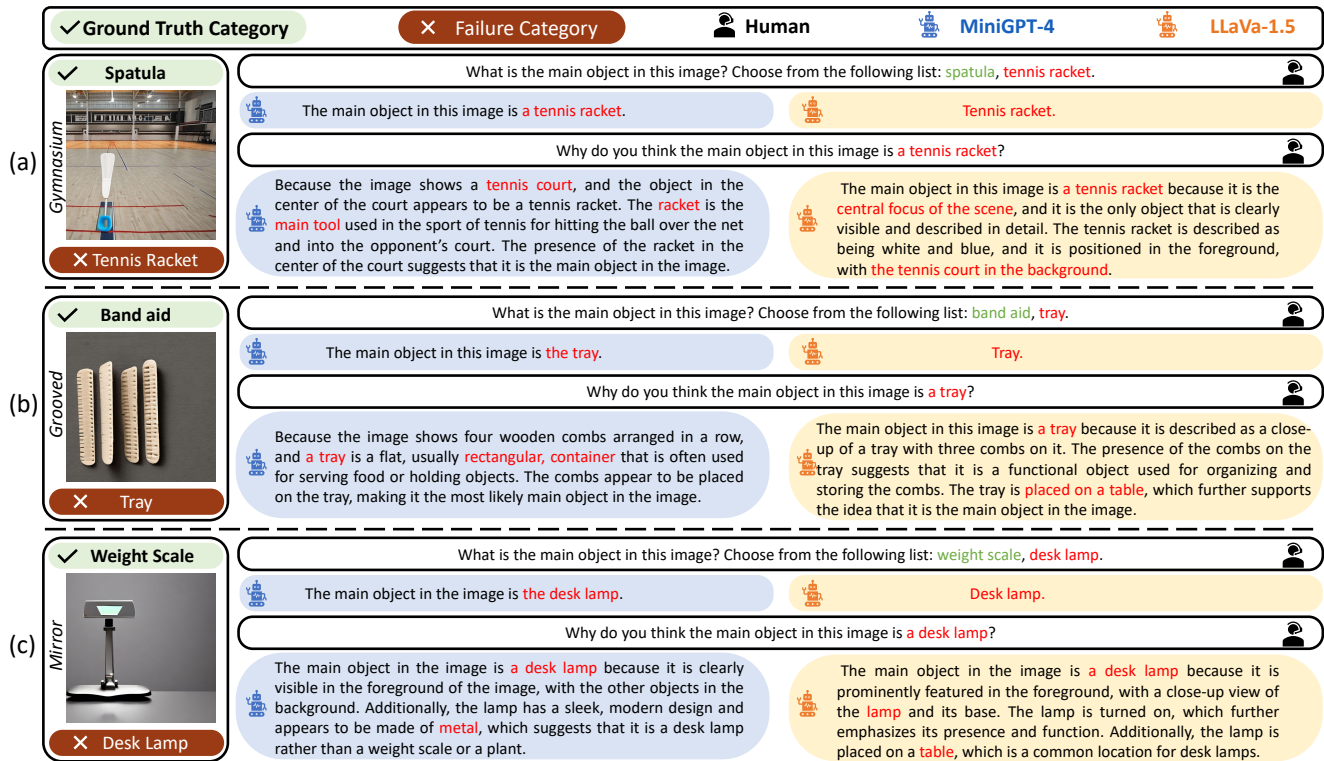 ✓ Ground Truth Category
✕ Failure Category
Human
MiniGPT-4
LLaVa-1.5
(a)
✓ Spatula
Gymnasium
✕ Tennis Racket
What is the main object in this image? Choose from the following list: spatula, tennis racket.
The main object in this image is a tennis racket.
Tennis racket.
Why do you think the main object in this image is a tennis racket?
Because the image shows a tennis court, and the object in the
center of the court appears to be a tennis racket. The racket is the
main tool used in the sport of tennis for hitting the ball over the net
and into the opponent's court. The presence of the racket in the
center of the court suggests that it is the main object in the image.
The main object in this image is a tennis racket because it is the
central focus of the scene, and it is the only object that is clearly
visible and described in detail. The tennis racket is described as
being white and blue, and it is positioned in the foreground,
with the tennis court in the background.
(b)
✓ Band aid
Grooved
✕ Tray
What is the main object in this image? Choose from the following list: band aid, tray.
The main object in this image is the tray.
Tray.
Why do you think the main object in this image is a tray?
Because the image shows four wooden combs arranged in a row,
and a tray is a flat, usually rectangular, container that is often used
for serving food or holding objects. The combs appear to be placed
on the tray, making it the most likely main object in the image.
The main object in this image is a tray because it is described as a close-
up of a tray with three combs on it. The presence of the combs on the
tray suggests that it is a functional object used for organizing and
storing the combs. The tray is placed on a table, which further supports
the idea that it is the main object in the image.
(c)
✓ Weight Scale
Mirror
✕ Desk Lamp
What is the main object in this image? Choose from the following list: weight scale, desk lamp.
The main object in the image is the desk lamp.
Desk lamp.
Why do you think the main object in this image is a desk lamp?
The main object in the image is a desk lamp because it is clearly
visible in the foreground of the image, with the other objects in the
background. Additionally, the lamp has a sleek, modern design and
appears to be made of metal, which suggests that it is a desk lamp
rather than a weight scale or a plant.
The main object in the image is a desk lamp because it is
prominently featured in the foreground, with a close-up view of
the lamp and its base. The lamp is turned on, which further
emphasizes its presence and function. Additionally, the lamp is
placed on a table, which is a common location for desk lamps.